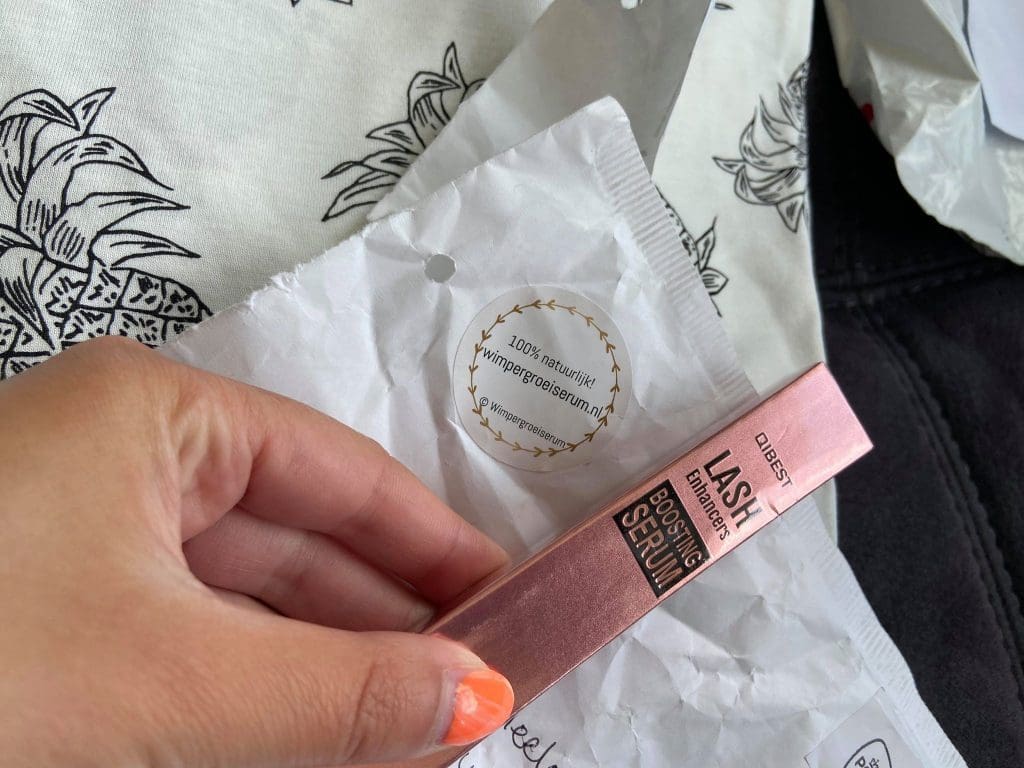 100% natuurlijk!
wimpergroeiserum.nl
© Wimpergroeiserum
QIBEST
LASH
Enhancers
BOOSTING
SERUM